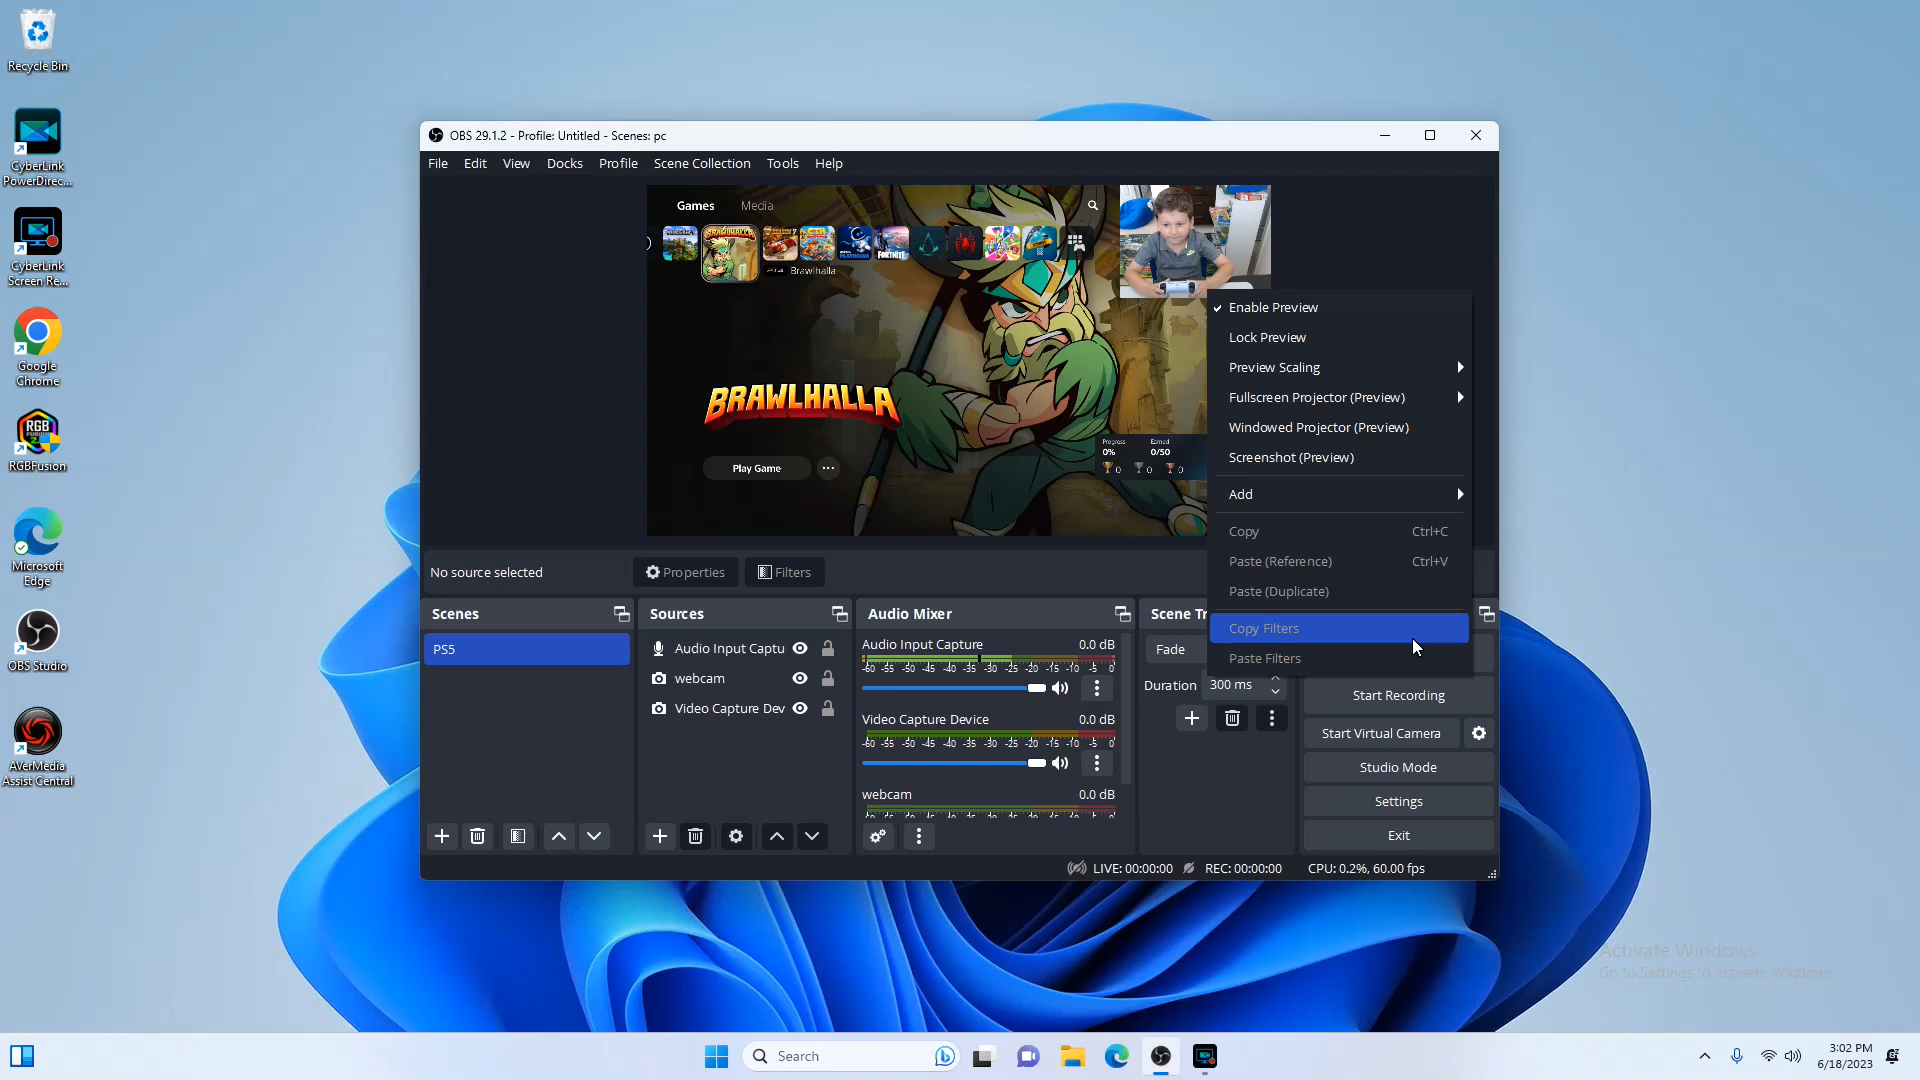 Recycle Bin
CyberLink
PowerDirec...
CyberLink
Screen Re...
Google
Chrome
RGBFusion
Microsoft
Edge
OBS Studio
AVerMedia
Assist Central
OBS 29.1.2 - Profile: Untitled - Scenes: pc
File Edit View Docks Profile Scene Collection Tools Help
Games Media
PS4 Brawlhalla
FORTNITE
BRAWLHALLA
Play Game
Progress Earned
0% 0/50
0 0 0
Enable Preview
Lock Preview
Preview Scaling
Fullscreen Projector (Preview)
Windowed Projector (Preview)
Screenshot (Preview)
Add
Copy Ctrl+C
Paste (Reference) Ctrl+V
Paste (Duplicate)
Copy Filters
Paste Filters
No source selected Properties Filters
Scenes
PS5
Sources
Audio Input Captu
webcam
Video Capture Dev
Audio Mixer
Audio Input Capture 0.0 dB
-60 -55 -50 -45 -40 -35 -30 -25 -20 -15 -10 -5 0
Video Capture Device 0.0 dB
-60 -55 -50 -45 -40 -35 -30 -25 -20 -15 -10 -5 0
webcam 0.0 dB
Scene Tr
Fade
Duration 300 ms
Start Recording
Start Virtual Camera
Studio Mode
Settings
Exit
LIVE: 00:00:00 REC: 00:00:00 CPU: 0.2%, 60.00 fps
Activate Windows
Go to Settings to activate Windows.
Search
3:02 PM
6/18/2023